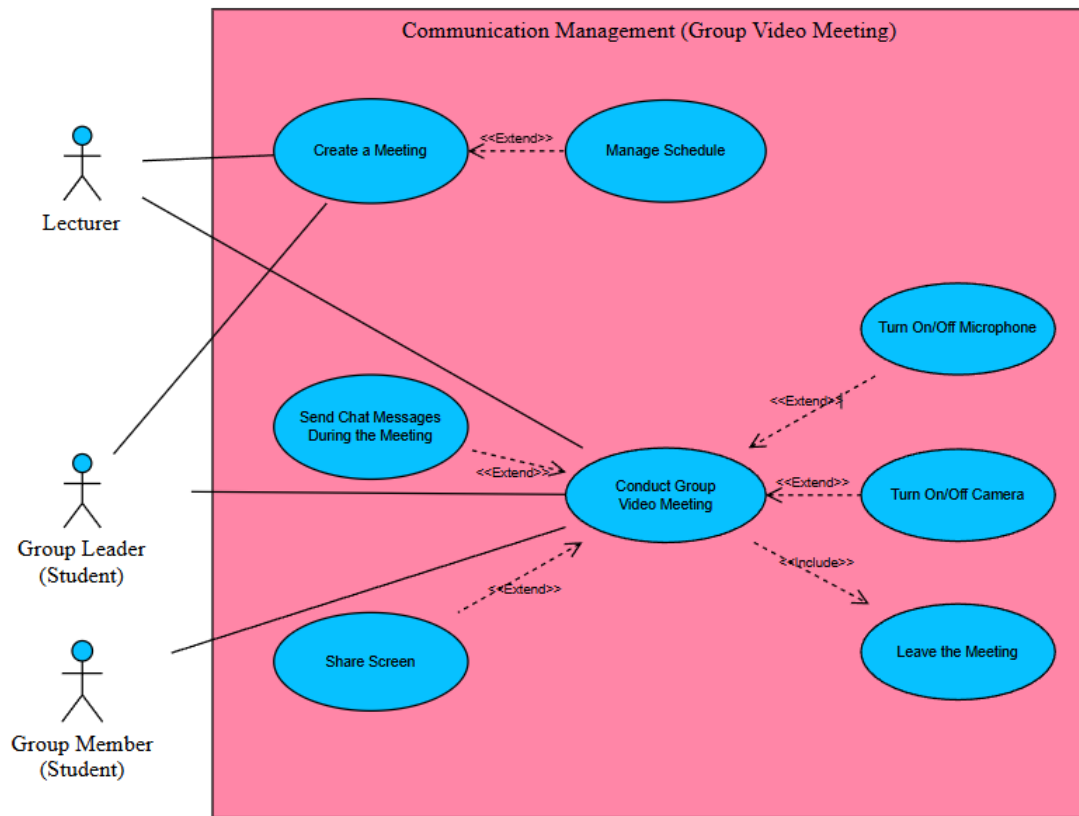 Communication Management (Group Video Meeting)
Lecturer
Create a Meeting
<<Extend>>
Manage Schedule
Turn On/Off Microphone
<<Extend>>
Send Chat Messages
During the Meeting
<<Extend>>
Conduct Group
Video Meeting
<<Extend>>
Turn On/Off Camera
Group Leader
(Student)
<<Include>>
<<Extend>>
Share Screen
Leave the Meeting
Group Member
(Student)